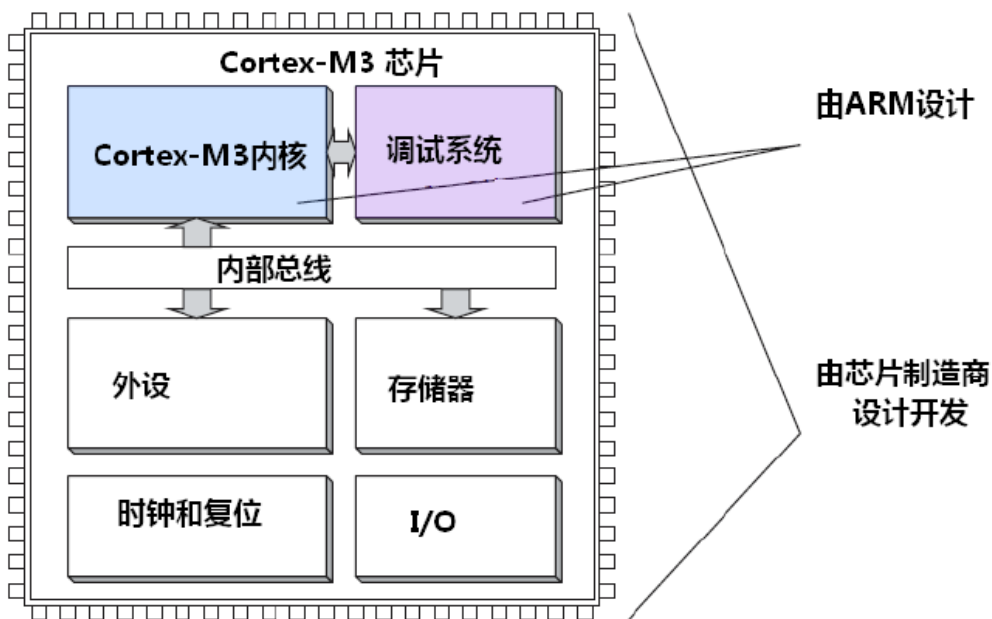 Cortex-M3 芯片
Cortex-M3内核
调试系统
由ARM设计
内部总线
外设
存储器
由芯片制造商
设计开发
时钟和复位
I/O